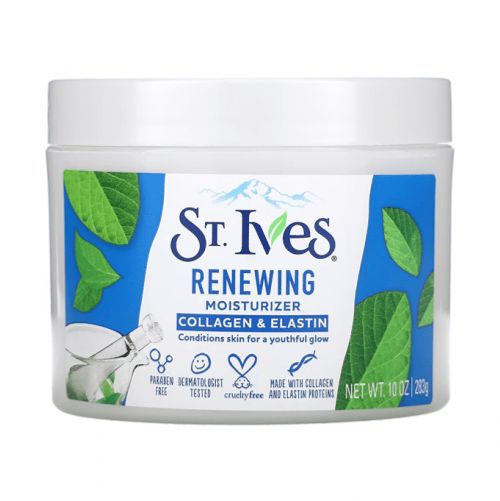 St. Ives®
RENEWING
MOISTURIZER
COLLAGEN & ELASTIN
Conditions skin for a youthful glow
PARABEN
FREE
DERMATOLOGIST
TESTED
crueltyfree
MADE WITH COLLAGEN
AND ELASTIN PROTEINS
NET WT. 10 OZ | 283g